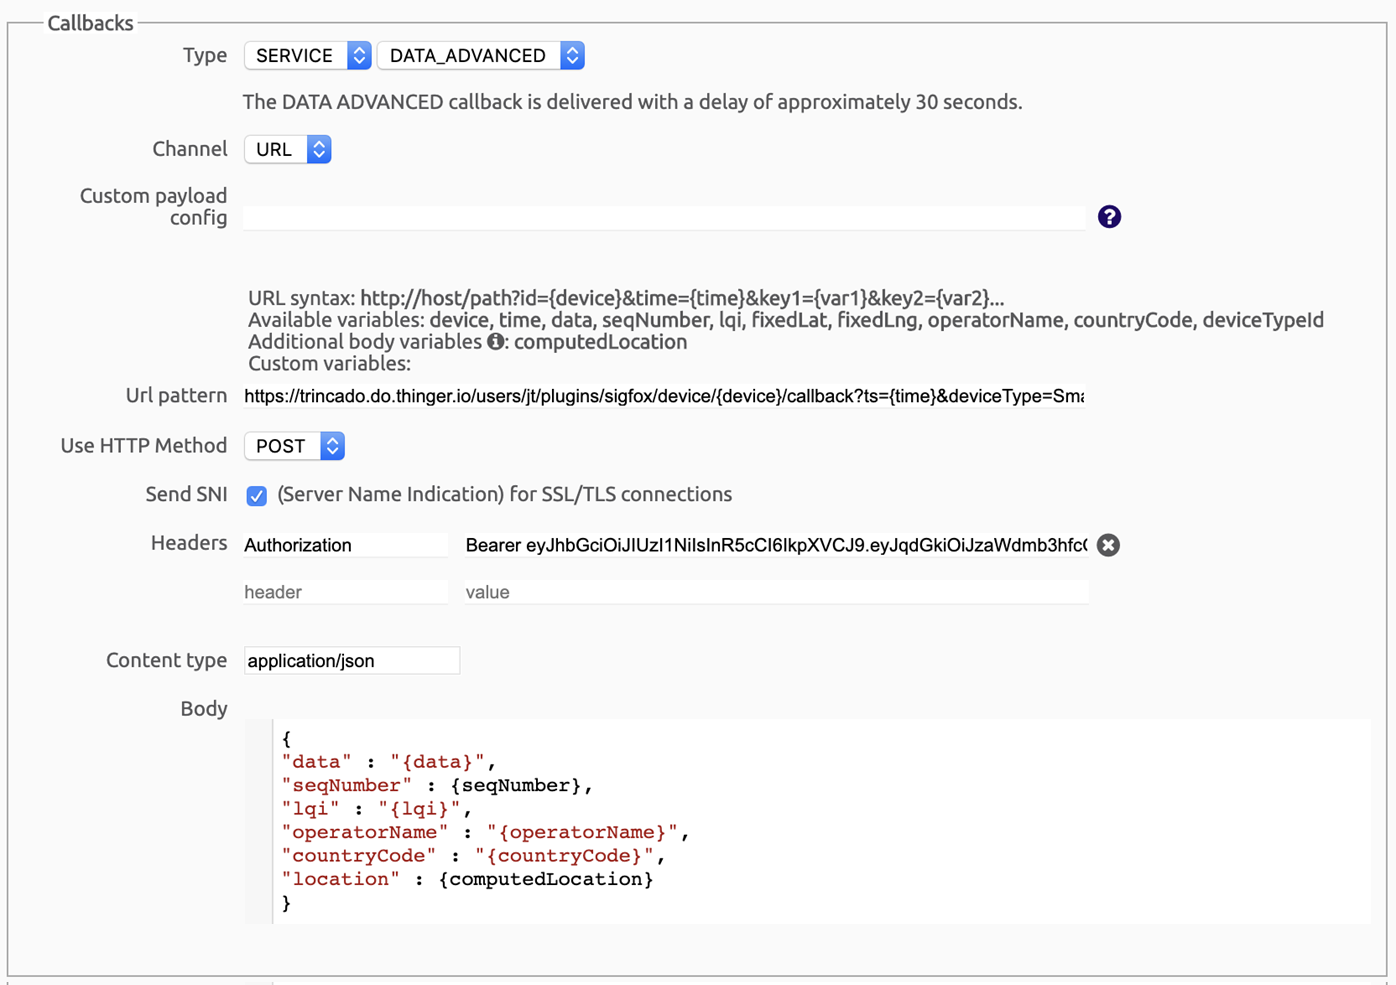 Callbacks
Type SERVICE DATA_ADVANCED
The DATA ADVANCED callback is delivered with a delay of approximately 30 seconds.
Channel URL
Custom payload
config
?
URL syntax: http://host/path?id={device}&time={time}&key1={var1}&key2={var2}...
Available variables: device, time, data, seqNumber, lqi, fixedLat, fixedLng, operatorName, countryCode, deviceTypeId
Additional body variables i: computedLocation
Custom variables:
Url pattern https://trincado.do.thinger.io/users/jt/plugins/sigfox/device/{device}/callback?ts={time}&deviceType=Sma
Use HTTP Method POST
Send SNI (Server Name Indication) for SSL/TLS connections
Headers Authorization Bearer eyJhbGciOiJIUzI1NiIsInR5cCI6IkpXVCJ9.eyJqdGkiOiJzaWdmb3hfc
header value
Content type application/json
Body
{
"data" : "{data}",
"seqNumber" : {seqNumber},
"lqi" : "{lqi}",
"operatorName" : "{operatorName}",
"countryCode" : "{countryCode}",
"location" : {computedLocation}
}